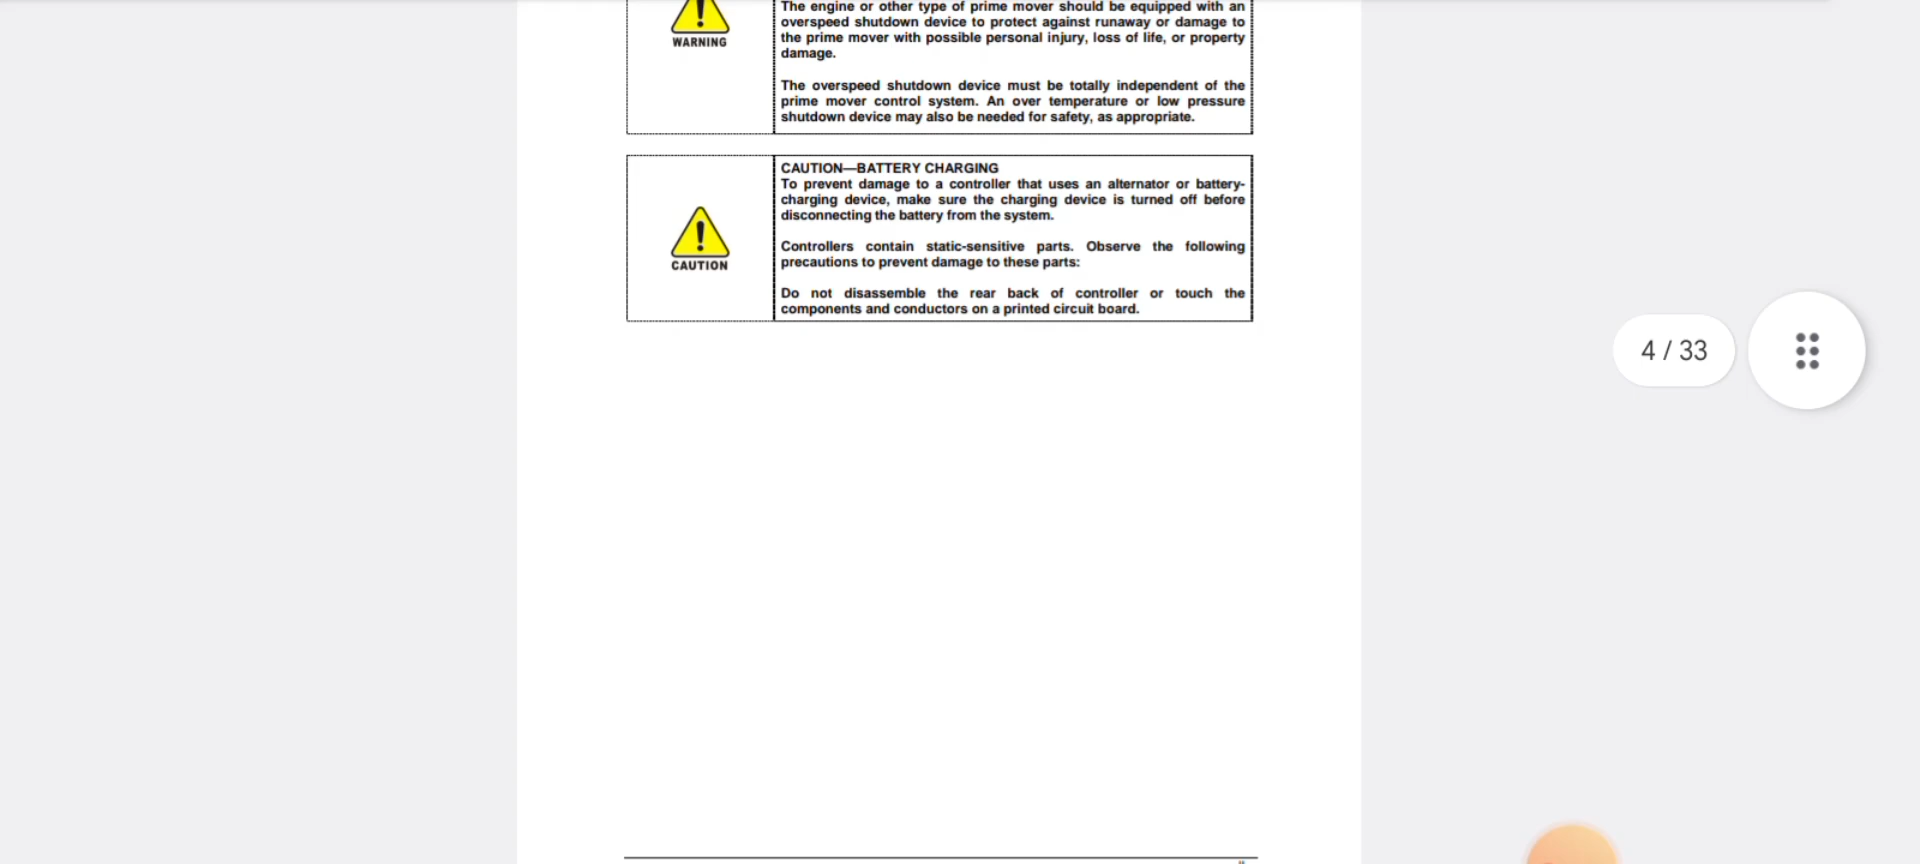 The engine or other type of prime mover should be equipped with an
overspeed shutdown device to protect against runaway or damage to
the prime mover with possible personal injury, loss of life, or property
damage.
WARNING
The overspeed shutdown device must be totally independent of the
prime mover control system. An over temperature or low pressure
shutdown device may also be needed for safety, as appropriate.
CAUTION—BATTERY CHARGING
To prevent damage to a controller that uses an alternator or battery-
charging device, make sure the charging device is turned off before
disconnecting the battery from the system.
CAUTION
Controllers contain static-sensitive parts. Observe the following
precautions to prevent damage to these parts:
Do not disassemble the rear back of controller or touch the
components and conductors on a printed circuit board.
4 / 33